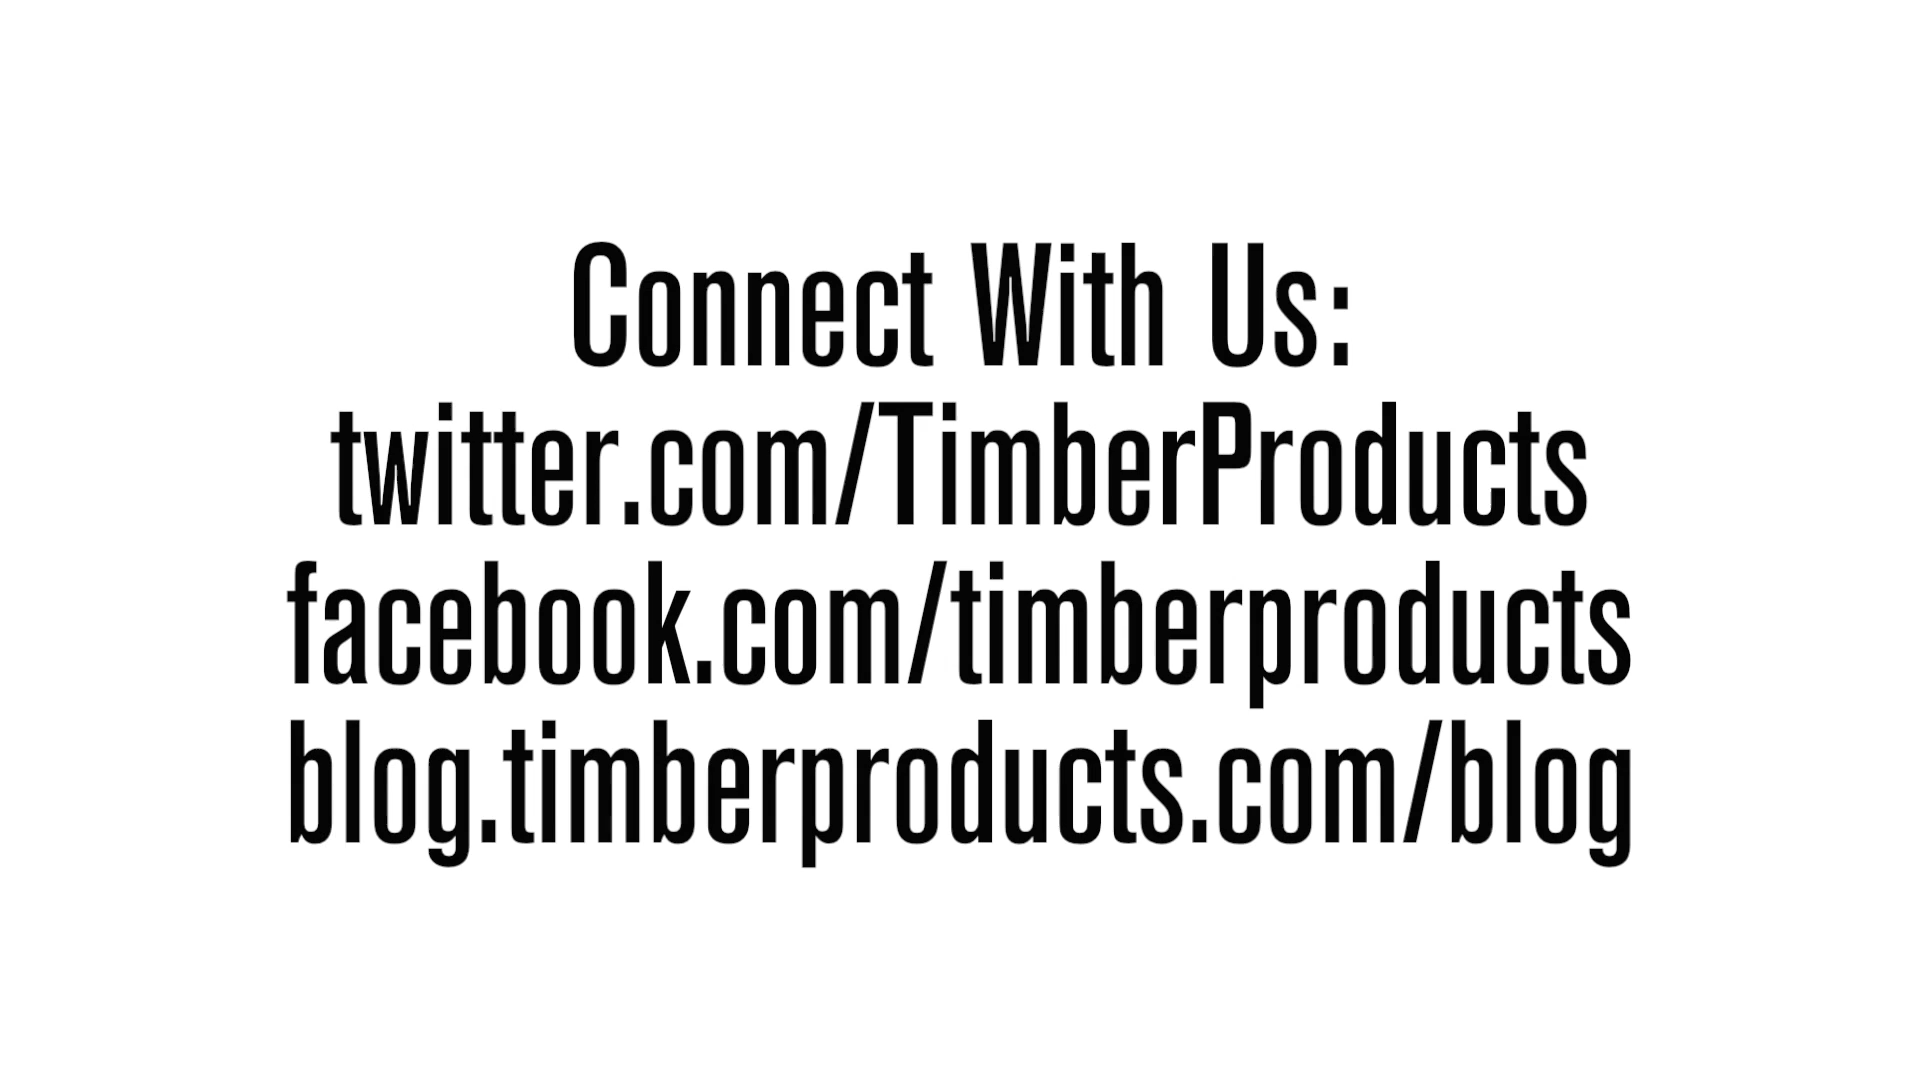 Connect With Us:
twitter.com/TimberProducts
facebook.com/timberproducts
blog.timberproducts.com/blog